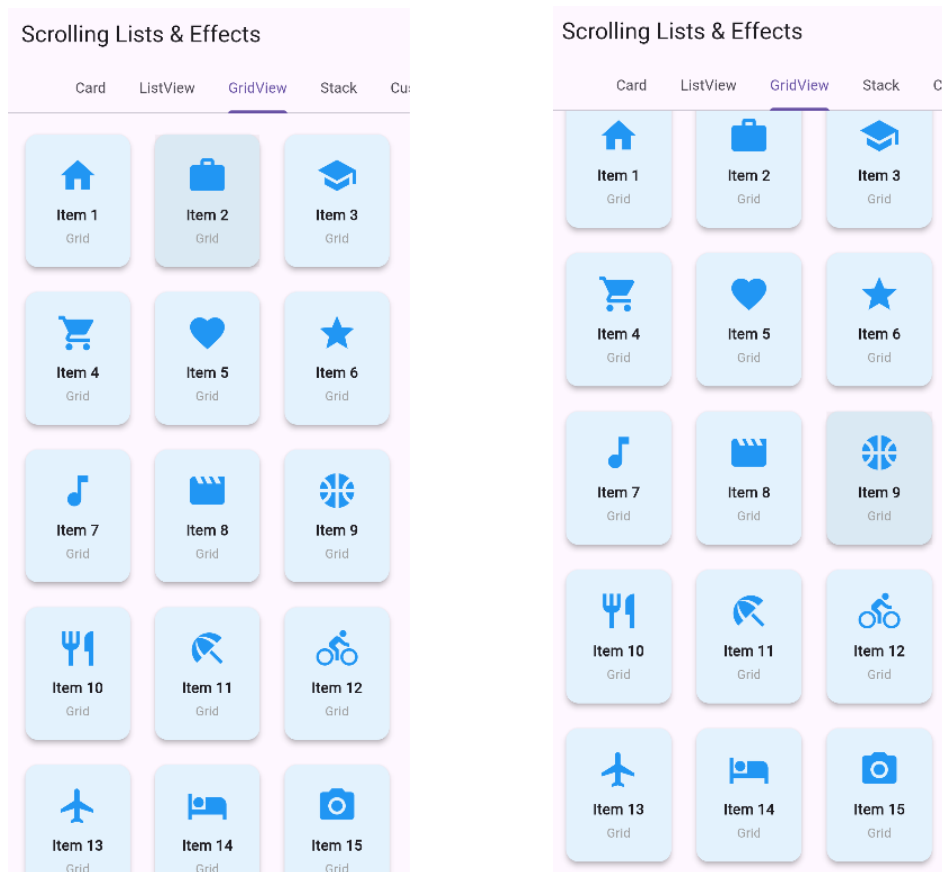 Scrolling Lists & Effects
Card ListView GridView Stack Cus
Item 1 Item 2 Item 3
Grid Grid Grid
Item 4 Item 5 Item 6
Grid Grid Grid
Item 7 Item 8 Item 9
Grid Grid Grid
Item 10 Item 11 Item 12
Grid Grid Grid
Item 13 Item 14 Item 15
Grid Grid Grid
Scrolling Lists & Effects
Card ListView GridView Stack C
Item 1 Item 2 Item 3
Grid Grid Grid
Item 4 Item 5 Item 6
Grid Grid Grid
Item 7 Item 8 Item 9
Grid Grid Grid
Item 10 Item 11 Item 12
Grid Grid Grid
Item 13 Item 14 Item 15
Grid Grid Grid